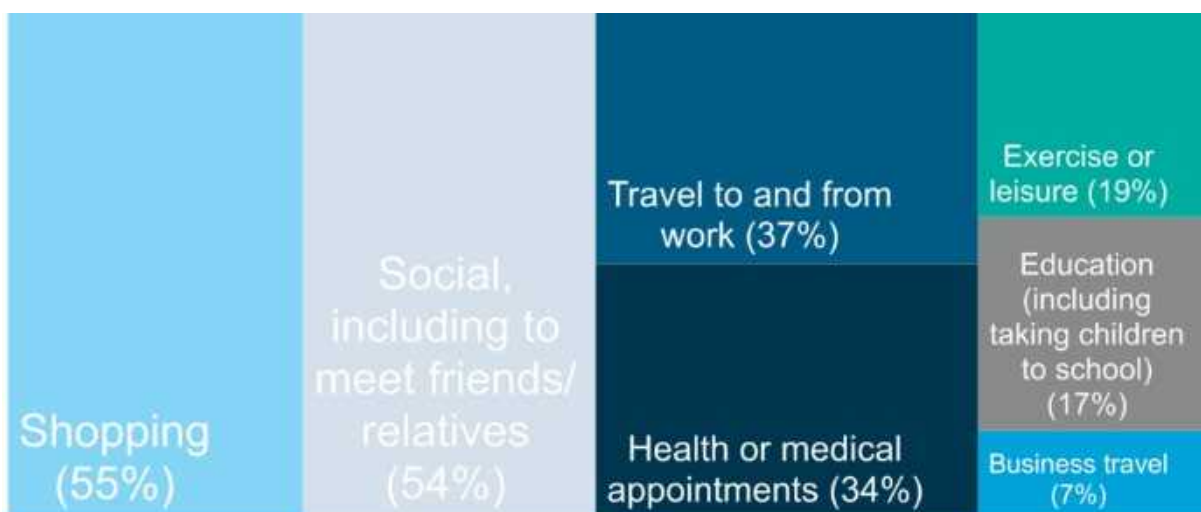 Shopping
(55%)
Social,
including to
meet friends/
relatives
(54%)
Travel to and from
work (37%)
Health or medical
appointments (34%)
Exercise or
leisure (19%)
Education
(including
taking children
to school)
(17%)
Business travel
(7%)